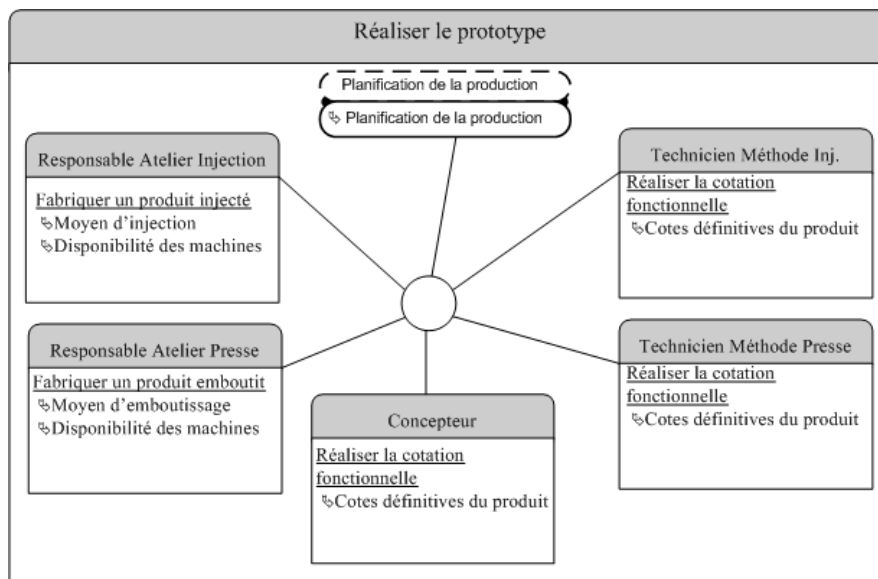 Réaliser le prototype
Planification de la production
Planification de la production
Responsable Atelier Injection
Fabriquer un produit injecté
Moyen d'injection
Disponibilité des machines
Technicien Méthode Inj.
Réaliser la cotation
fonctionnelle
Cotes définitives du produit
Responsable Atelier Presse
Fabriquer un produit emboutit
Moyen d'emboutissage
Disponibilité des machines
Concepteur
Réaliser la cotation
fonctionnelle
Cotes définitives du produit
Technicien Méthode Presse
Réaliser la cotation
fonctionnelle
Cotes définitives du produit